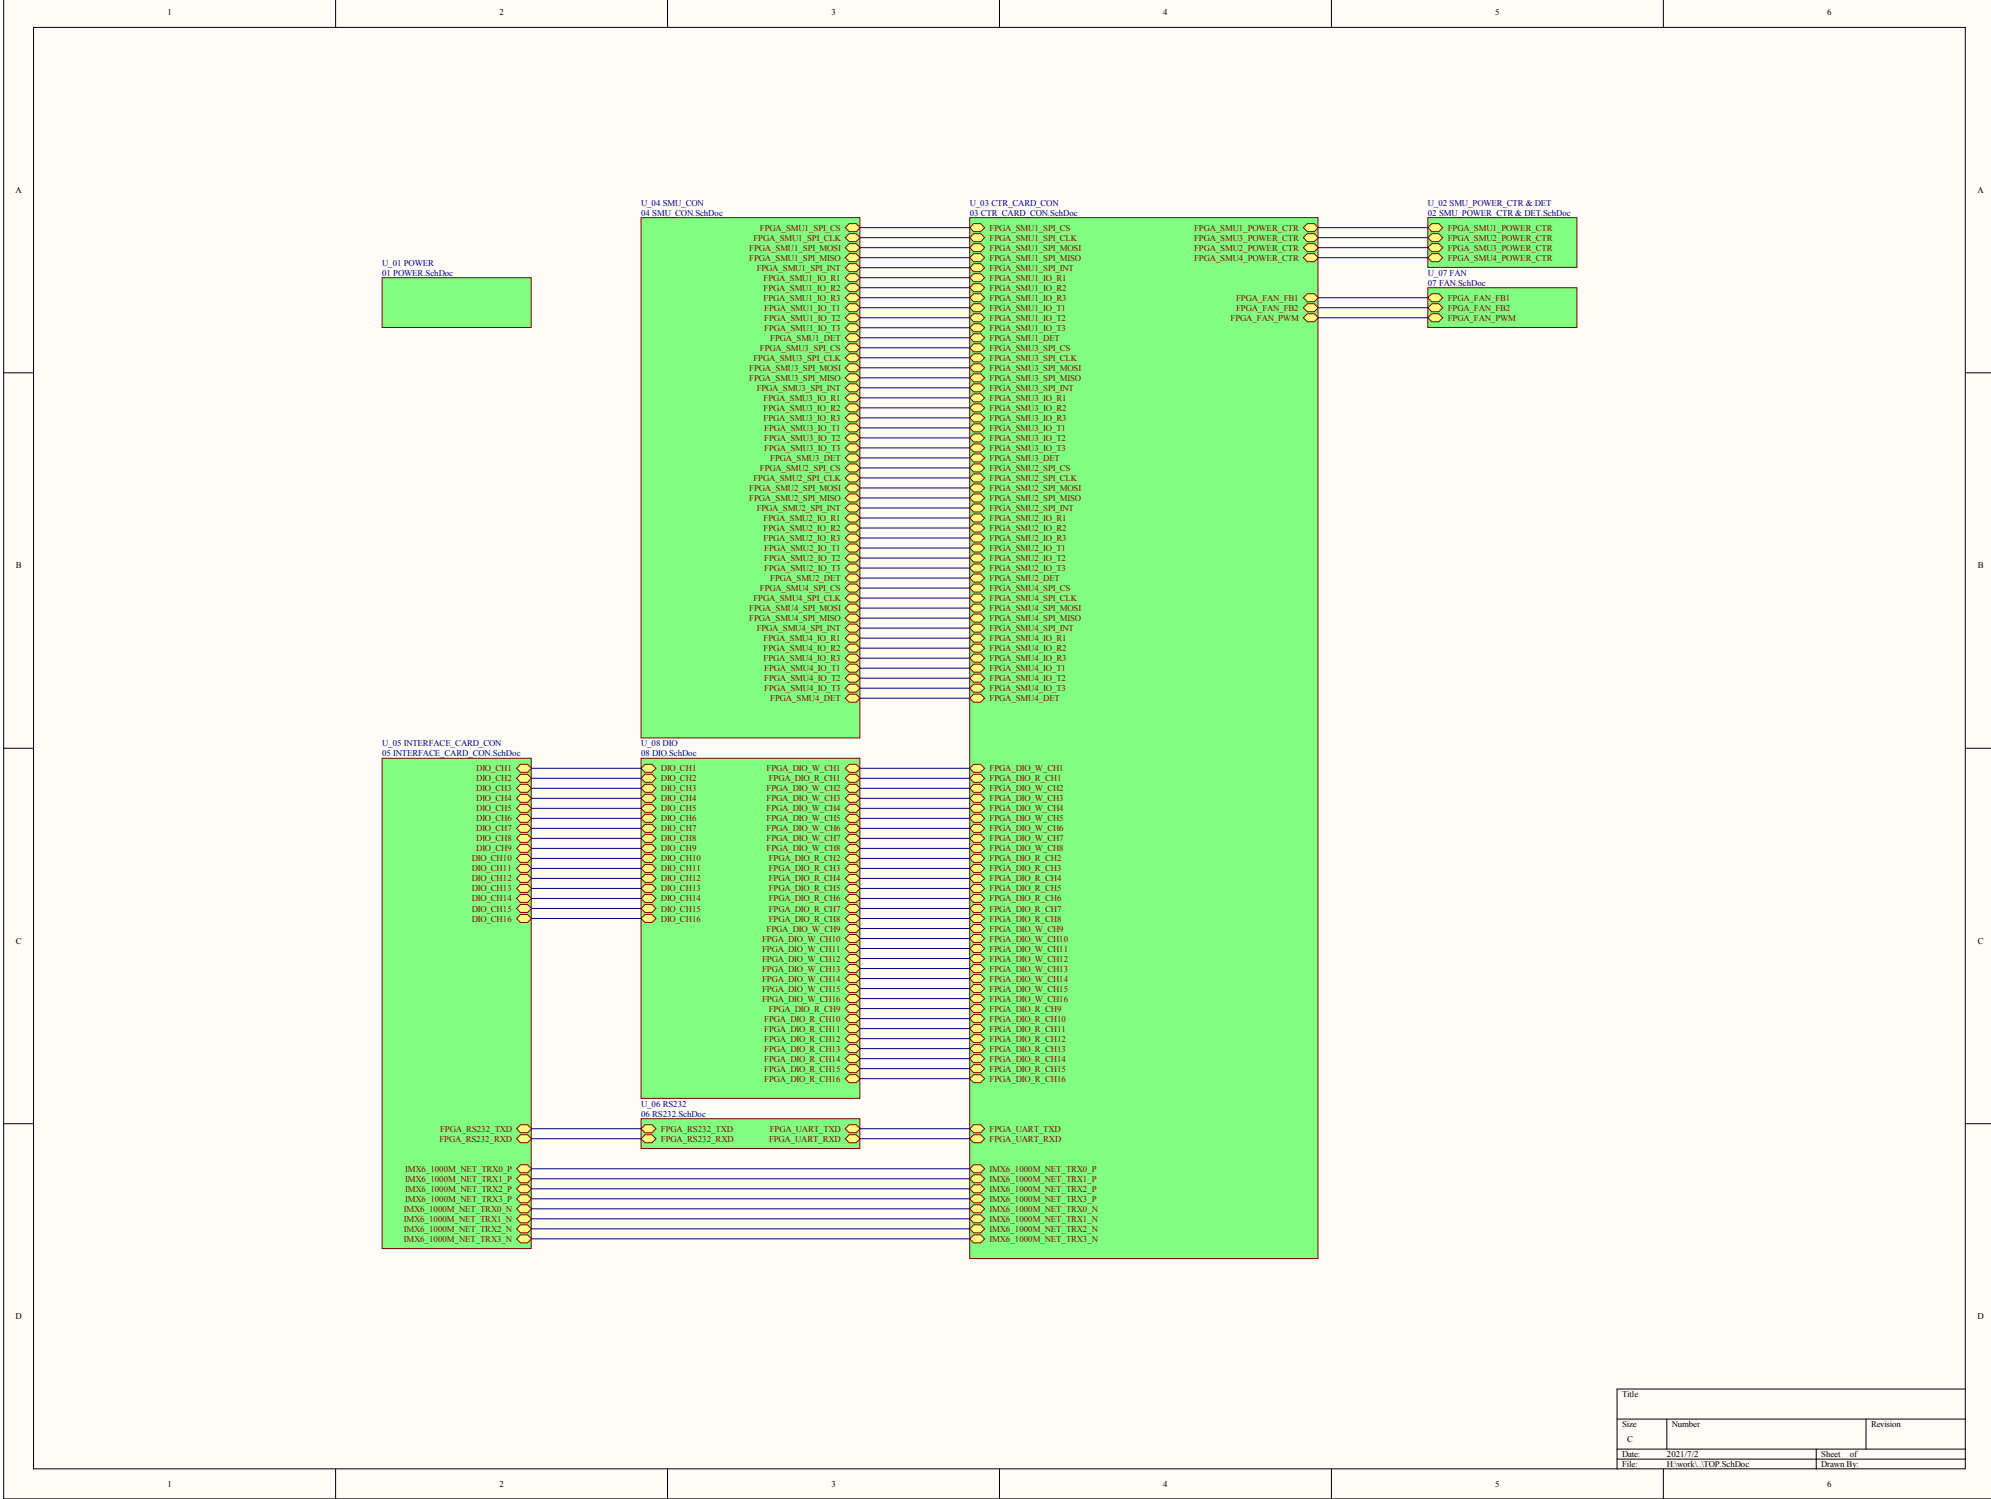 1 2 3 4 5 6
A A
U_04 SMU_CON
04 SMU_CON.SchDoc
FPGA_SMU1_SPI_CS
FPGA_SMU1_SPI_CLK
FPGA_SMU1_SPI_MOSI
FPGA_SMU1_SPI_MISO
FPGA_SMU1_SPI_INT
FPGA_SMU1_IO_R1
FPGA_SMU1_IO_R2
FPGA_SMU1_IO_R3
FPGA_SMU1_IO_T1
FPGA_SMU1_IO_T2
FPGA_SMU1_IO_T3
FPGA_SMU1_DET
FPGA_SMU3_SPI_CS
FPGA_SMU3_SPI_CLK
FPGA_SMU3_SPI_MOSI
FPGA_SMU3_SPI_MISO
FPGA_SMU3_SPI_INT
FPGA_SMU3_IO_R1
FPGA_SMU3_IO_R2
FPGA_SMU3_IO_R3
FPGA_SMU3_IO_T1
FPGA_SMU3_IO_T2
FPGA_SMU3_IO_T3
FPGA_SMU3_DET
FPGA_SMU2_SPI_CS
FPGA_SMU2_SPI_CLK
FPGA_SMU2_SPI_MOSI
FPGA_SMU2_SPI_MISO
FPGA_SMU2_SPI_INT
FPGA_SMU2_IO_R1
FPGA_SMU2_IO_R2
FPGA_SMU2_IO_R3
FPGA_SMU2_IO_T1
FPGA_SMU2_IO_T2
FPGA_SMU2_IO_T3
FPGA_SMU2_DET
FPGA_SMU4_SPI_CS
FPGA_SMU4_SPI_CLK
FPGA_SMU4_SPI_MOSI
FPGA_SMU4_SPI_MISO
FPGA_SMU4_SPI_INT
FPGA_SMU4_IO_R1
FPGA_SMU4_IO_R2
FPGA_SMU4_IO_R3
FPGA_SMU4_IO_T1
FPGA_SMU4_IO_T2
FPGA_SMU4_IO_T3
FPGA_SMU4_DET
U_03 CTR_CARD_CON
03 CTR_CARD_CON.SchDoc
FPGA_SMU1_SPI_CS
FPGA_SMU1_SPI_CLK
FPGA_SMU1_SPI_MOSI
FPGA_SMU1_SPI_MISO
FPGA_SMU1_SPI_INT
FPGA_SMU1_IO_R1
FPGA_SMU1_IO_R2
FPGA_SMU1_IO_R3
FPGA_SMU1_IO_T1
FPGA_SMU1_IO_T2
FPGA_SMU1_IO_T3
FPGA_SMU1_DET
FPGA_SMU3_SPI_CS
FPGA_SMU3_SPI_CLK
FPGA_SMU3_SPI_MOSI
FPGA_SMU3_SPI_MISO
FPGA_SMU3_SPI_INT
FPGA_SMU3_IO_R1
FPGA_SMU3_IO_R2
FPGA_SMU3_IO_R3
FPGA_SMU3_IO_T1
FPGA_SMU3_IO_T2
FPGA_SMU3_IO_T3
FPGA_SMU3_DET
FPGA_SMU2_SPI_CS
FPGA_SMU2_SPI_CLK
FPGA_SMU2_SPI_MOSI
FPGA_SMU2_SPI_MISO
FPGA_SMU2_SPI_INT
FPGA_SMU2_IO_R1
FPGA_SMU2_IO_R2
FPGA_SMU2_IO_R3
FPGA_SMU2_IO_T1
FPGA_SMU2_IO_T2
FPGA_SMU2_IO_T3
FPGA_SMU2_DET
FPGA_SMU4_SPI_CS
FPGA_SMU4_SPI_CLK
FPGA_SMU4_SPI_MOSI
FPGA_SMU4_SPI_MISO
FPGA_SMU4_SPI_INT
FPGA_SMU4_IO_R1
FPGA_SMU4_IO_R2
FPGA_SMU4_IO_R3
FPGA_SMU4_IO_T1
FPGA_SMU4_IO_T2
FPGA_SMU4_IO_T3
FPGA_SMU4_DET
FPGA_DIO_W_CH1
FPGA_DIO_R_CH1
FPGA_DIO_W_CH2
FPGA_DIO_W_CH3
FPGA_DIO_W_CH4
FPGA_DIO_W_CH5
FPGA_DIO_W_CH6
FPGA_DIO_W_CH7
FPGA_DIO_W_CH8
FPGA_DIO_R_CH2
FPGA_DIO_R_CH3
FPGA_DIO_R_CH4
FPGA_DIO_R_CH5
FPGA_DIO_R_CH6
FPGA_DIO_R_CH7
FPGA_DIO_R_CH8
FPGA_DIO_W_CH9
FPGA_DIO_W_CH10
FPGA_DIO_W_CH11
FPGA_DIO_W_CH12
FPGA_DIO_W_CH13
FPGA_DIO_W_CH14
FPGA_DIO_W_CH15
FPGA_DIO_W_CH16
FPGA_DIO_R_CH9
FPGA_DIO_R_CH10
FPGA_DIO_R_CH11
FPGA_DIO_R_CH12
FPGA_DIO_R_CH13
FPGA_DIO_R_CH14
FPGA_DIO_R_CH15
FPGA_DIO_R_CH16
FPGA_UART_TXD
FPGA_UART_RXD
IMX6_1000M_NET_TRX0_P
IMX6_1000M_NET_TRX1_P
IMX6_1000M_NET_TRX2_P
IMX6_1000M_NET_TRX3_P
IMX6_1000M_NET_TRX0_N
IMX6_1000M_NET_TRX1_N
IMX6_1000M_NET_TRX2_N
IMX6_1000M_NET_TRX3_N
FPGA_SMU1_POWER_CTR
FPGA_SMU3_POWER_CTR
FPGA_SMU2_POWER_CTR
FPGA_SMU4_POWER_CTR
FPGA_FAN_FB1
FPGA_FAN_FB2
FPGA_FAN_PWM
U_02 SMU_POWER_CTR & DET
02 SMU_POWER_CTR & DET.SchDoc
FPGA_SMU1_POWER_CTR
FPGA_SMU2_POWER_CTR
FPGA_SMU3_POWER_CTR
FPGA_SMU4_POWER_CTR
U_07 FAN
07 FAN.SchDoc
FPGA_FAN_FB1
FPGA_FAN_FB2
FPGA_FAN_PWM
U_01 POWER
01 POWER.SchDoc
B B
U_05 INTERFACE_CARD_CON
05 INTERFACE_CARD_CON.SchDoc
DIO_CH1
DIO_CH2
DIO_CH3
DIO_CH4
DIO_CH5
DIO_CH6
DIO_CH7
DIO_CH8
DIO_CH9
DIO_CH10
DIO_CH11
DIO_CH12
DIO_CH13
DIO_CH14
DIO_CH15
DIO_CH16
FPGA_RS232_TXD
FPGA_RS232_RXD
IMX6_1000M_NET_TRX0_P
IMX6_1000M_NET_TRX1_P
IMX6_1000M_NET_TRX2_P
IMX6_1000M_NET_TRX3_P
IMX6_1000M_NET_TRX0_N
IMX6_1000M_NET_TRX1_N
IMX6_1000M_NET_TRX2_N
IMX6_1000M_NET_TRX3_N
U_08 DIO
08 DIO.SchDoc
DIO_CH1 FPGA_DIO_W_CH1
DIO_CH2 FPGA_DIO_R_CH1
DIO_CH3 FPGA_DIO_W_CH2
DIO_CH4 FPGA_DIO_W_CH3
DIO_CH5 FPGA_DIO_W_CH4
DIO_CH6 FPGA_DIO_W_CH5
DIO_CH7 FPGA_DIO_W_CH6
DIO_CH8 FPGA_DIO_W_CH7
DIO_CH9 FPGA_DIO_W_CH8
DIO_CH10 FPGA_DIO_R_CH2
DIO_CH11 FPGA_DIO_R_CH3
DIO_CH12 FPGA_DIO_R_CH4
DIO_CH13 FPGA_DIO_R_CH5
DIO_CH14 FPGA_DIO_R_CH6
DIO_CH15 FPGA_DIO_R_CH7
DIO_CH16 FPGA_DIO_R_CH8
FPGA_DIO_W_CH9
FPGA_DIO_W_CH10
FPGA_DIO_W_CH11
FPGA_DIO_W_CH12
FPGA_DIO_W_CH13
FPGA_DIO_W_CH14
FPGA_DIO_W_CH15
FPGA_DIO_W_CH16
FPGA_DIO_R_CH9
FPGA_DIO_R_CH10
FPGA_DIO_R_CH11
FPGA_DIO_R_CH12
FPGA_DIO_R_CH13
FPGA_DIO_R_CH14
FPGA_DIO_R_CH15
FPGA_DIO_R_CH16
C C
U_06 RS232
06 RS232.SchDoc
FPGA_RS232_TXD FPGA_UART_TXD
FPGA_RS232_RXD FPGA_UART_RXD
D D
Title
Size Number Revision
C
Date: 2021/7/2 Sheet of
File: H:\work\..\TOP.SchDoc Drawn By:
1 2 3 4 5 6